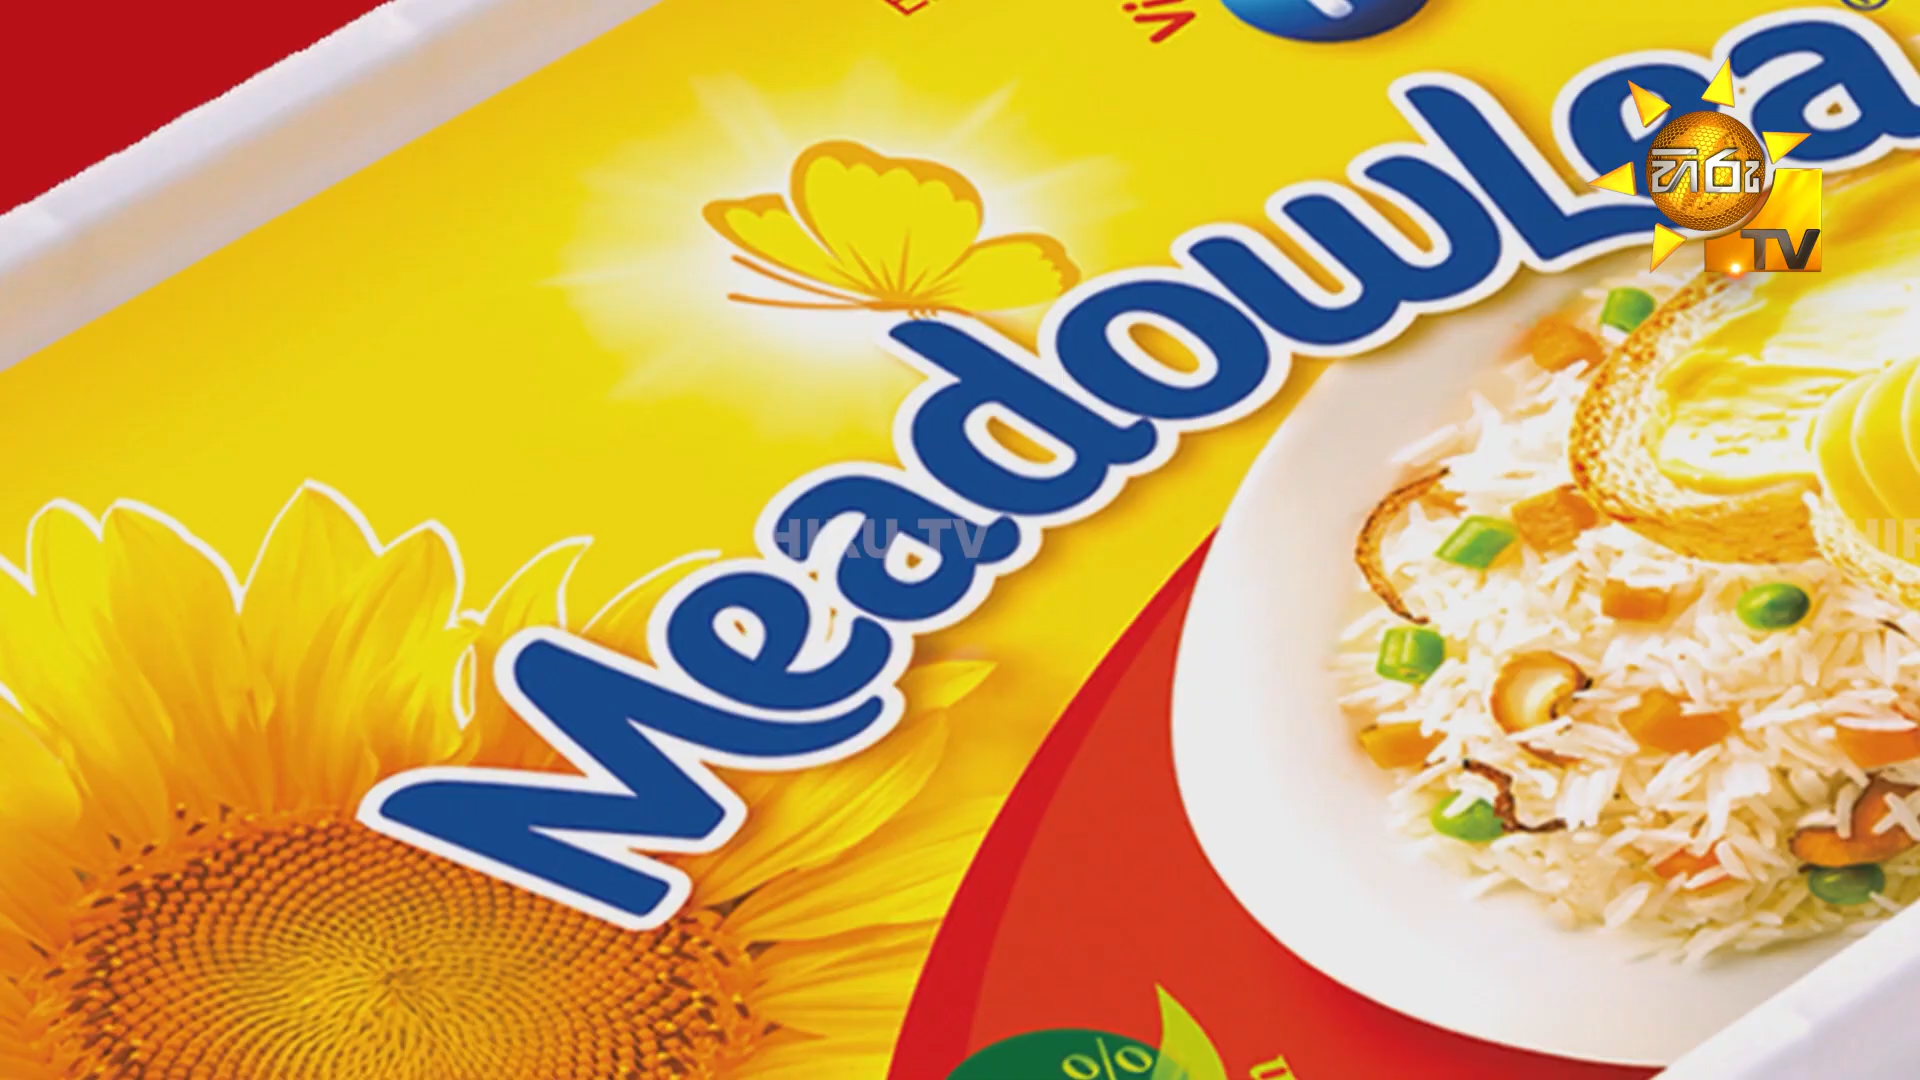 MeadowLea
හිරු
TV
HIRU TV
%